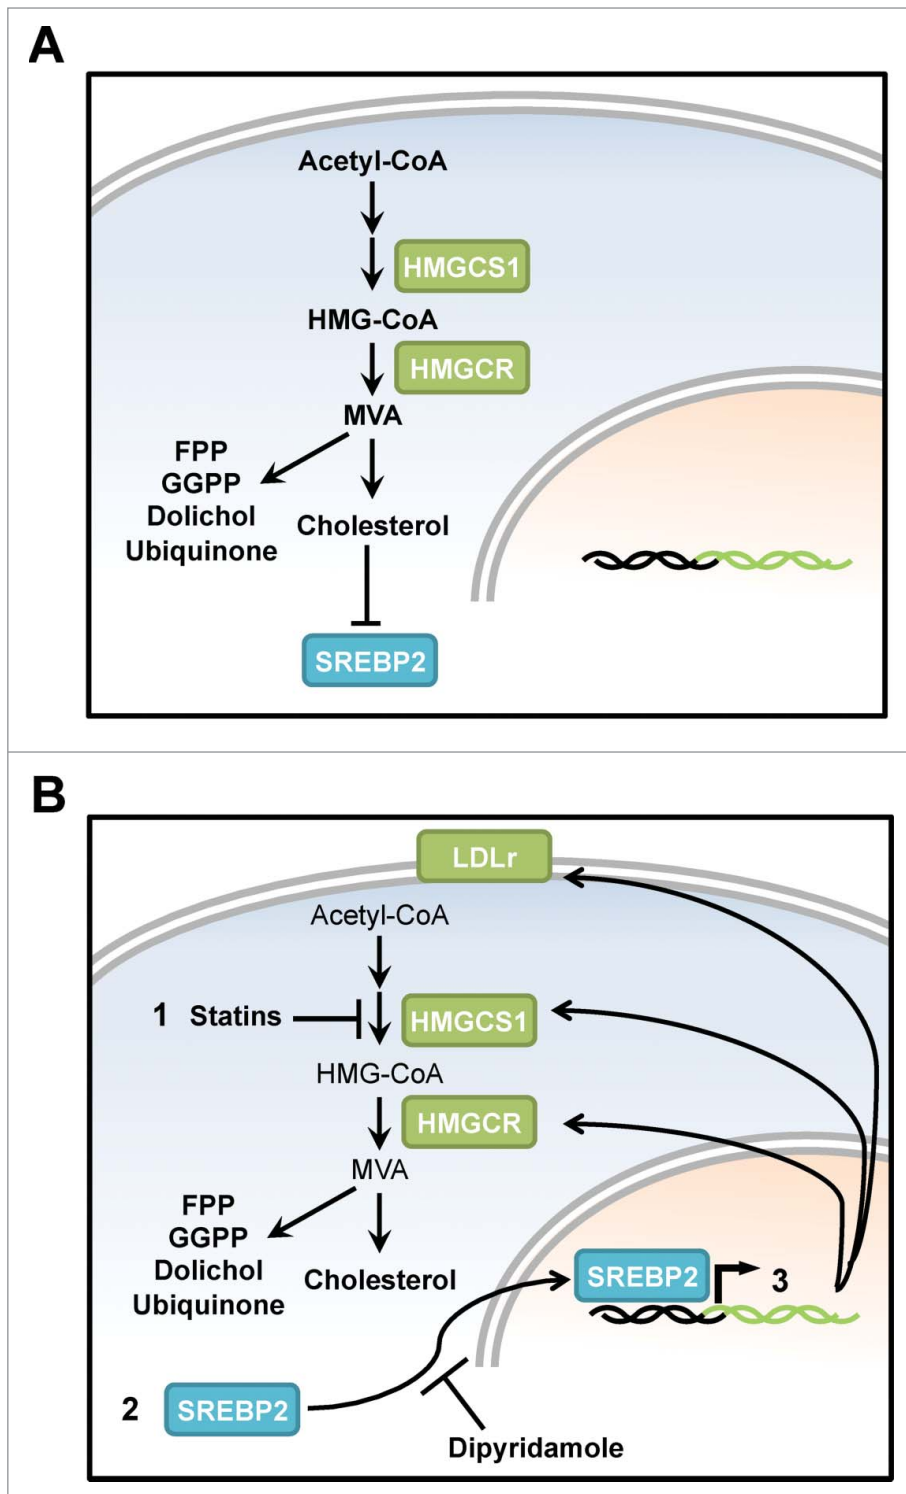 A
Acetyl-CoA
HMGCS1
HMG-CoA
HMGCR
MVA
FPP
GGPP
Dolichol
Ubiquinone
Cholesterol
SREBP2
B
LDLr
Acetyl-CoA
1 Statins
HMGCS1
HMG-CoA
HMGCR
MVA
FPP
GGPP
Dolichol
Ubiquinone
Cholesterol
SREBP2
3
2 SREBP2
Dipyridamole